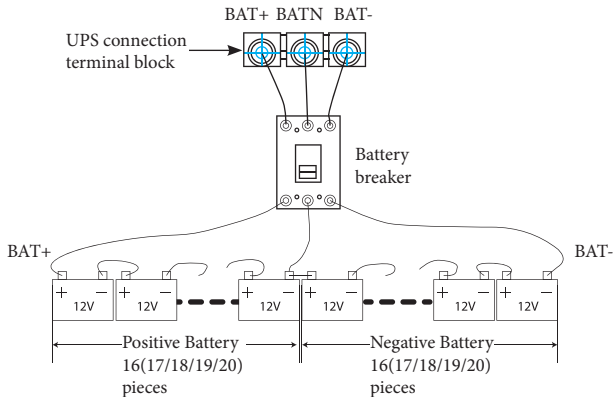 BAT+ BATN BAT-
UPS connection
terminal block
Battery
breaker
BAT+
BAT-
+ − + − + − + − + − + −
12V 12V 12V 12V 12V 12V
Positive Battery
16(17/18/19/20)
pieces
Negative Battery
16(17/18/19/20)
pieces